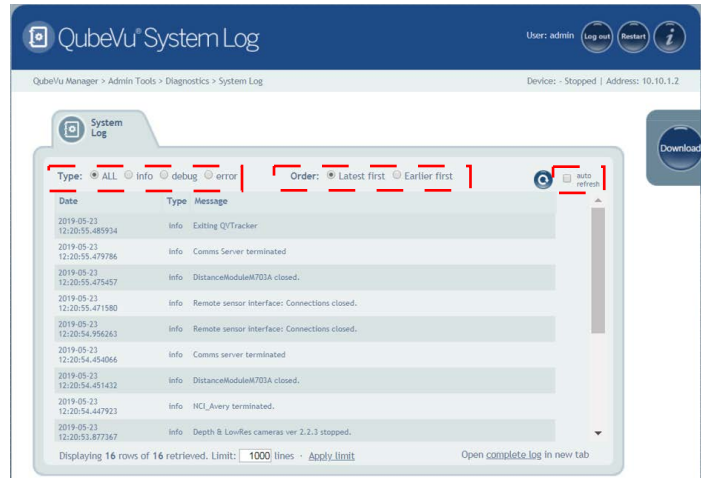 QubeVu® System Log
User: admin
Log out
Restart
i
QubeVu Manager > Admin Tools > Diagnostics > System Log
Device: - Stopped | Address: 10.10.1.2
System
Log
Download
Type: ALL info debug error
Order: Latest first Earlier first
auto
refresh
Date Type Message
2019-05-23
12:20:55.485934 info Exiting QVTracker
2019-05-23
12:20:55.479786 info Comms Server terminated
2019-05-23
12:20:55.475457 info DistanceModuleM703A closed.
2019-05-23
12:20:55.471580 info Remote sensor interface: Connections closed.
2019-05-23
12:20:54.956263 info Remote sensor interface: Connections closed.
2019-05-23
12:20:54.454066 info Comms server terminated
2019-05-23
12:20:54.451432 info DistanceModuleM703A closed.
2019-05-23
12:20:54.447923 info NCI_Avery terminated.
2019-05-23
12:20:53.877367 info Depth & LowRes cameras ver 2.2.3 stopped.
Displaying 16 rows of 16 retrieved. Limit: 1000 lines - Apply limit
Open complete log in new tab